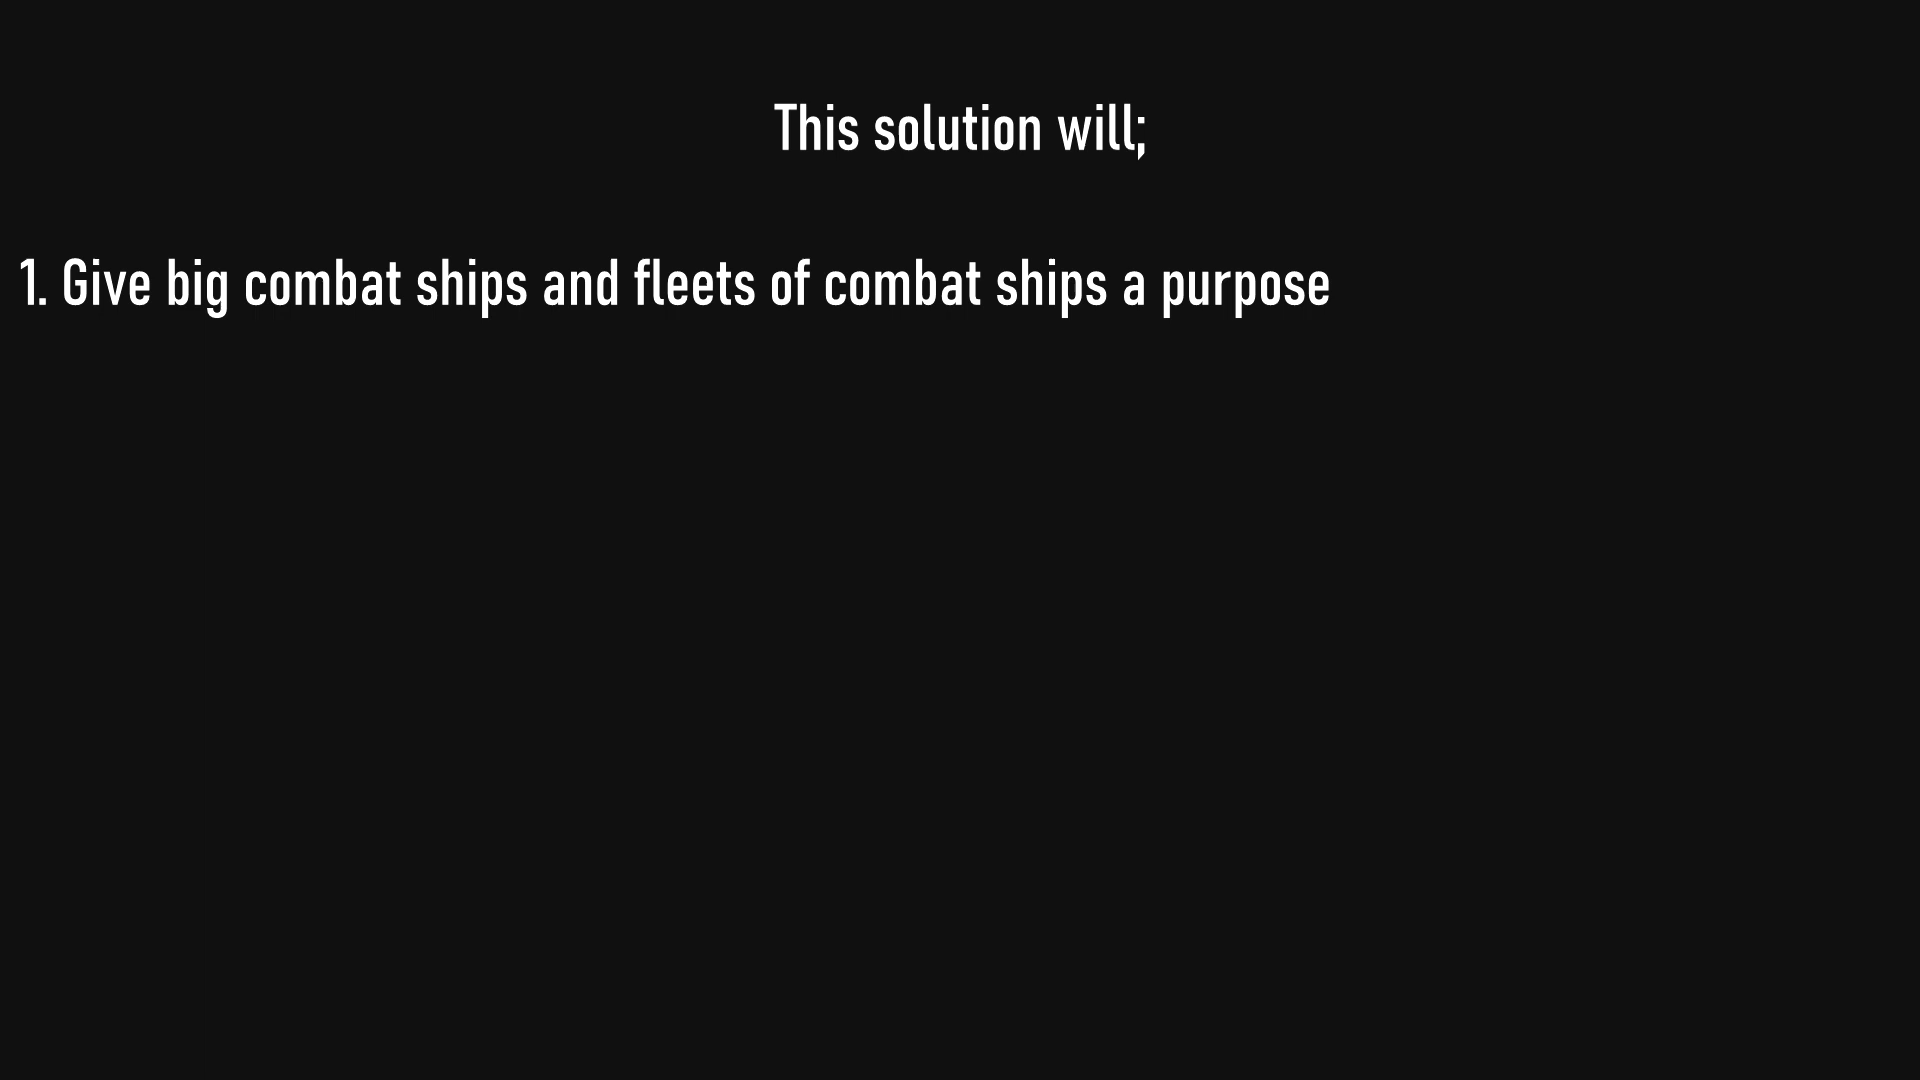 This solution will;
1. Give big combat ships and fleets of combat ships a purpose